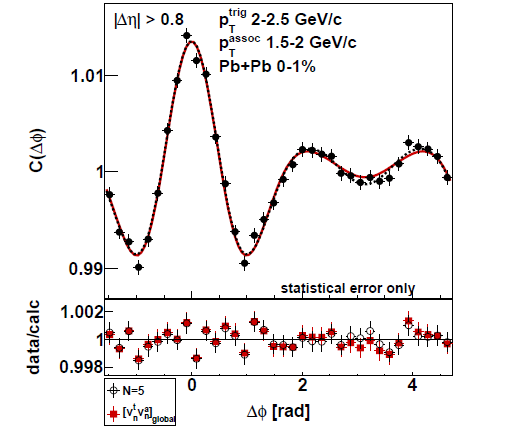 |Δη| > 0.8
p_T^trig 2-2.5 GeV/c
p_T^assoc 1.5-2 GeV/c
Pb+Pb 0-1%
1.01
1
0.99
C(Δϕ)
statistical error only
1.002
1
0.998
data/calc
0 2 4
Δϕ [rad]
N=5
[v_n^t v_n^a]_global